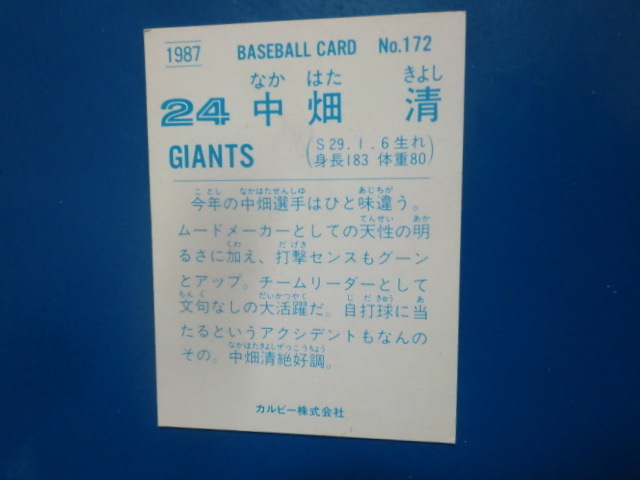 1987 BASEBALL CARD No.172
なか はた きよし
24 中畑 清
GIANTS (S29.1.6生れ
身長183 体重80)
ことし なかはたせんしゅ あじちが
今年の中畑選手はひと味違う。
てんせい あか
ムードメーカーとしての天性の明
くわ だげき
るさに加え、打撃センスもグーン
とアップ。チームリーダーとして
もんく だいかつやく じだきゅう あ
文句なしの大活躍だ。自打球に当
たるというアクシデントもなんの
なかはたきよしぜっこうちょう
その。中畑清絶好調。
カルビー株式会社